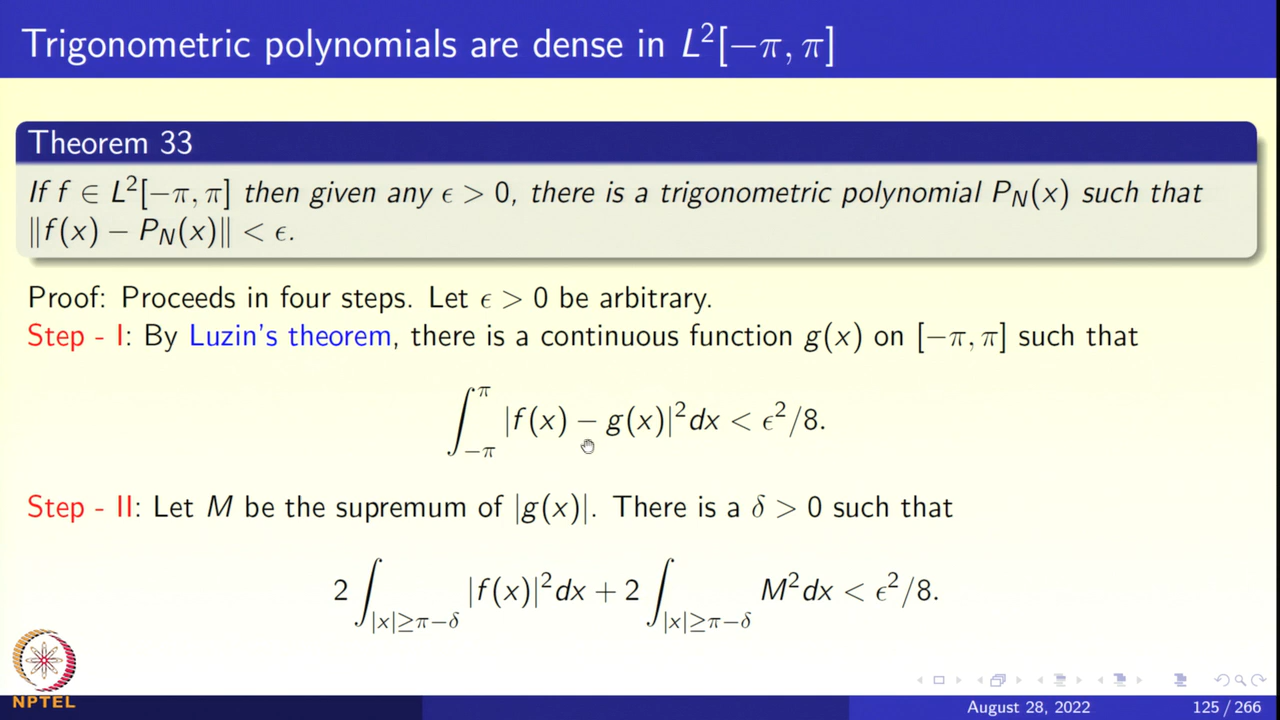 Trigonometric polynomials are dense in L²[−π, π]
Theorem 33
If f ∈ L²[−π, π] then given any ϵ > 0, there is a trigonometric polynomial P_N(x) such that
‖f(x) − P_N(x)‖ < ϵ.
Proof: Proceeds in four steps. Let ϵ > 0 be arbitrary.
Step - I: By Luzin's theorem, there is a continuous function g(x) on [−π, π] such that
∫_{−π}^{π} |f(x) − g(x)|² dx < ϵ²/8.
Step - II: Let M be the supremum of |g(x)|. There is a δ > 0 such that
2 ∫_{|x|≥π−δ} |f(x)|² dx + 2 ∫_{|x|≥π−δ} M² dx < ϵ²/8.
NPTEL
August 28, 2022 125 / 266